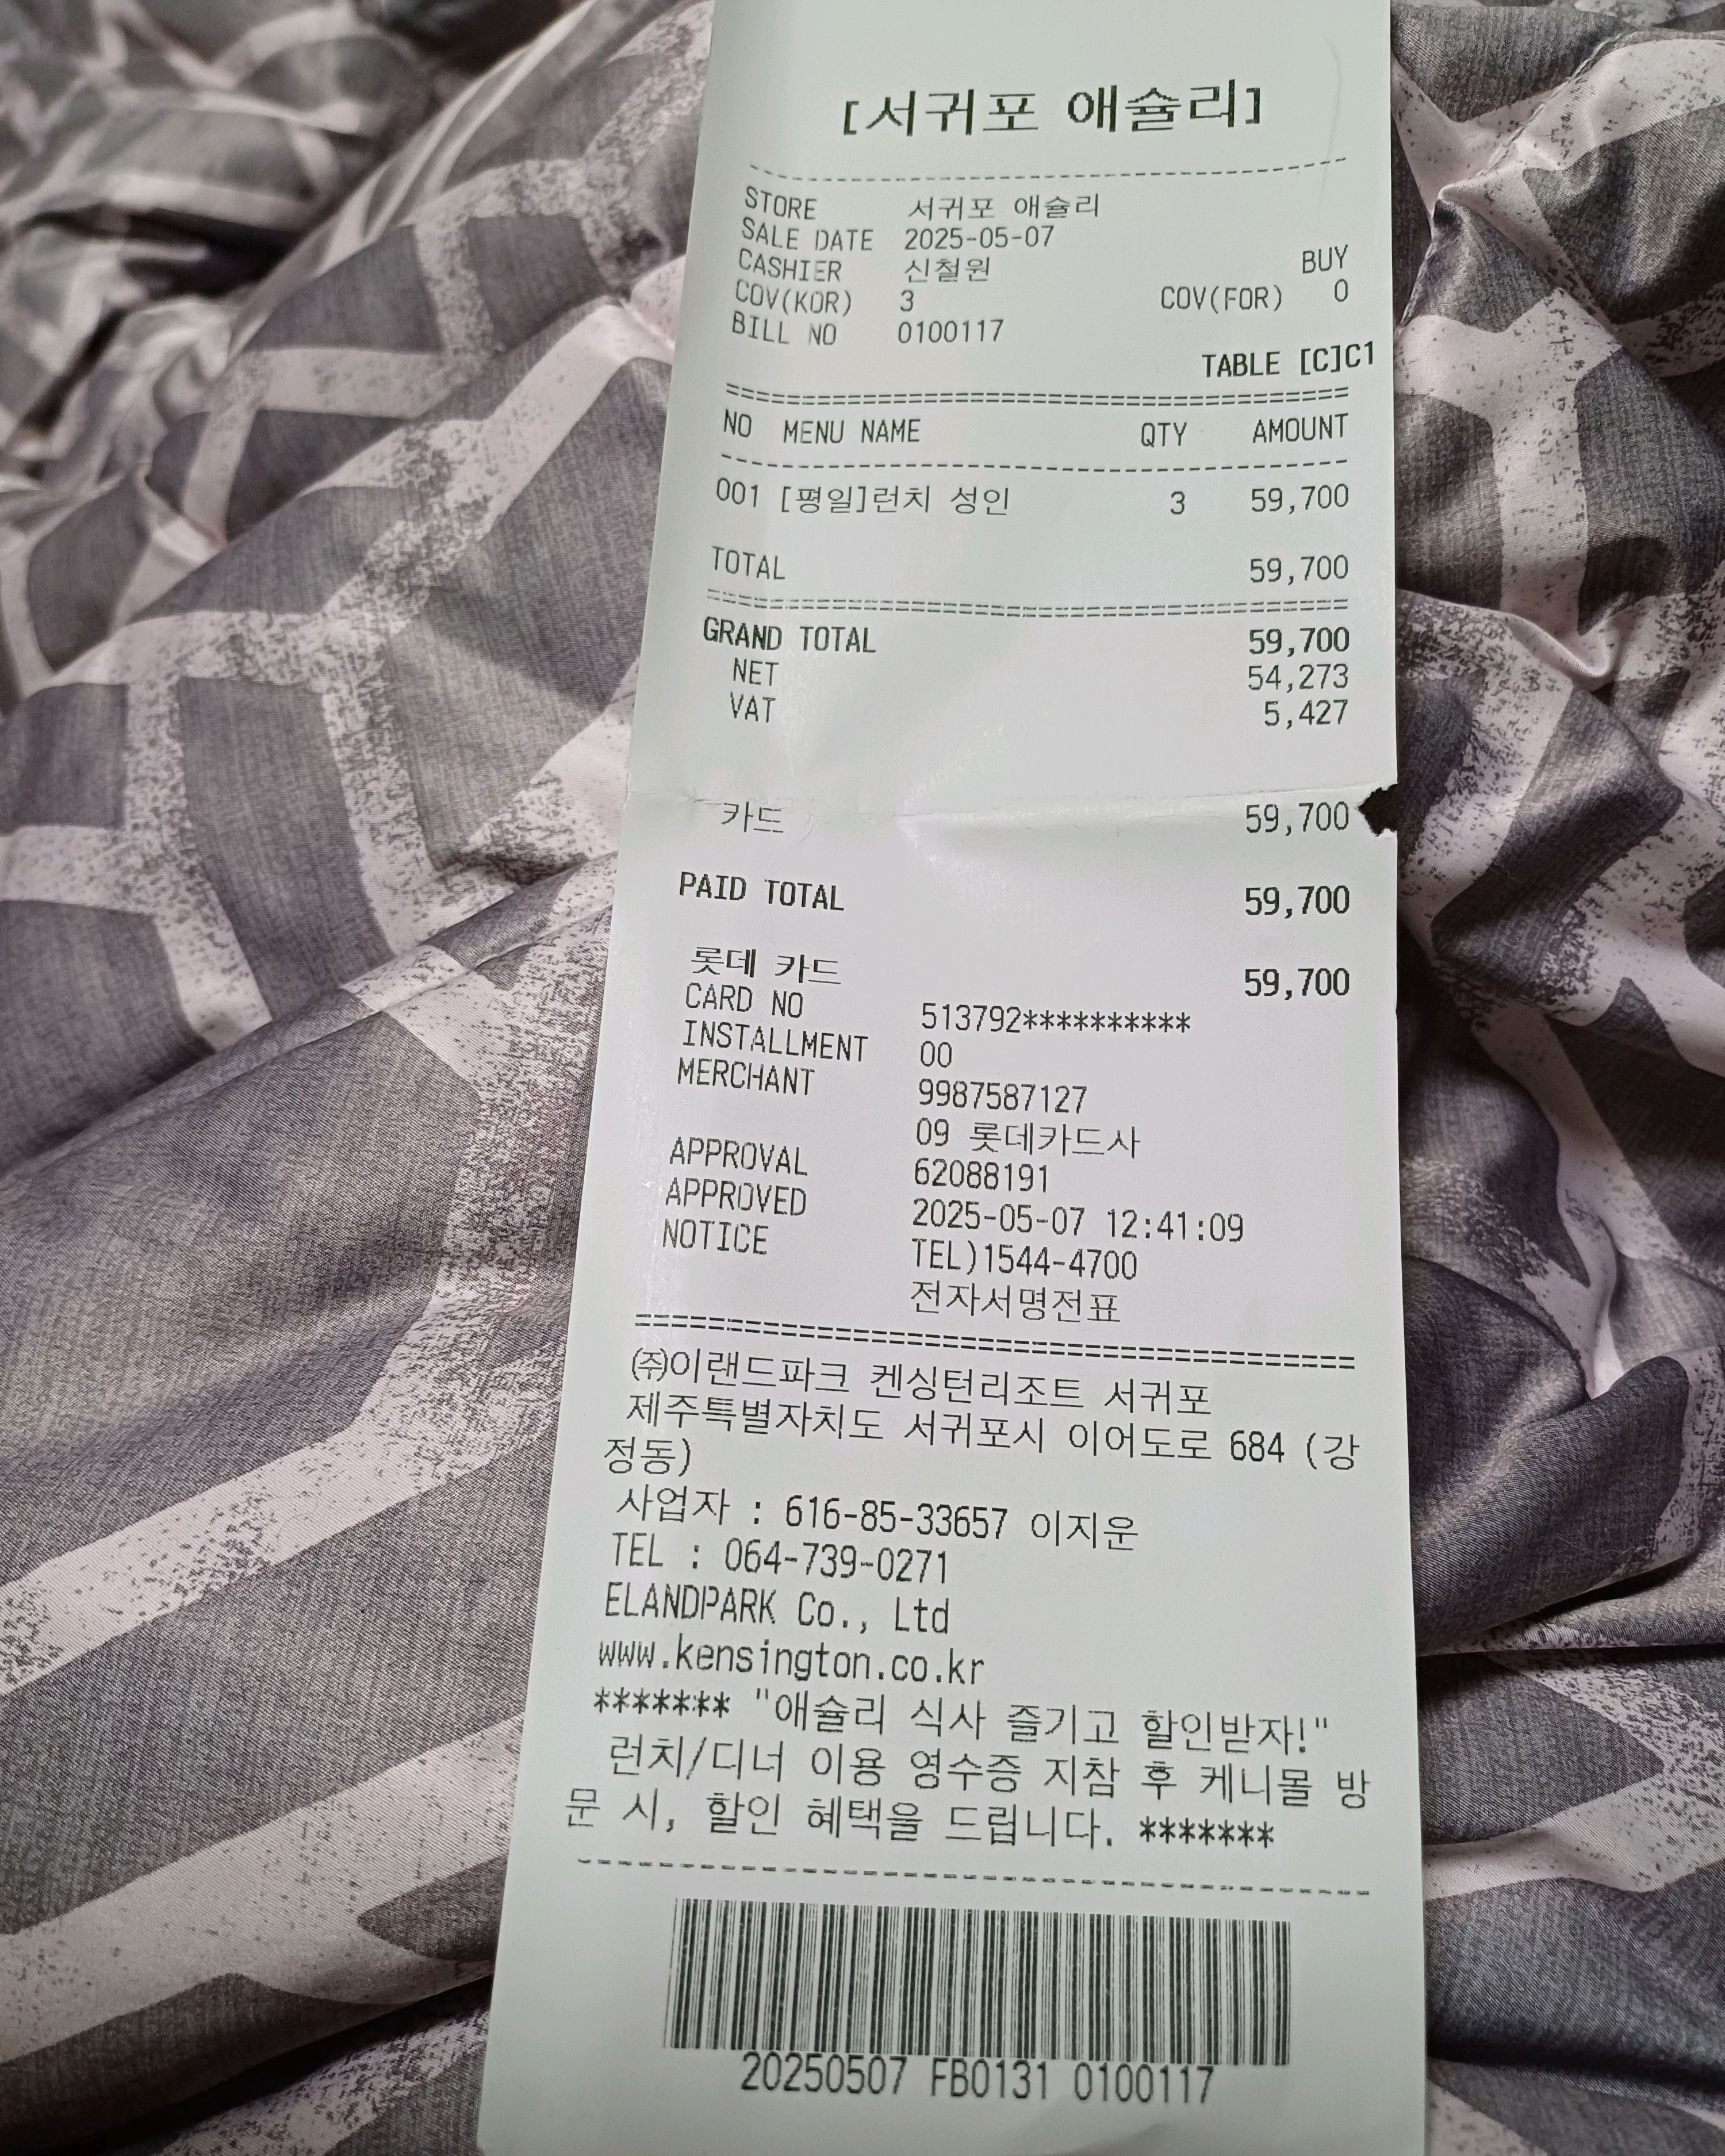 [서귀포 애슐리]
STORE 서귀포 애슐리
SALE DATE 2025-05-07
CASHIER 신철원 BUY
COV(KOR) 3 COV(FOR) 0
BILL NO 0100117
TABLE [C]C1
NO MENU NAME QTY AMOUNT
001 [평일]런치 성인 3 59,700
TOTAL 59,700
GRAND TOTAL 59,700
NET 54,273
VAT 5,427
카드 59,700
PAID TOTAL 59,700
롯데 카드 59,700
CARD NO 513792**********
INSTALLMENT 00
MERCHANT 9987587127
09 롯데카드사
APPROVAL 62088191
APPROVED 2025-05-07 12:41:09
NOTICE TEL)1544-4700
전자서명전표
㈜이랜드파크 켄싱턴리조트 서귀포
제주특별자치도 서귀포시 이어도로 684 (강
정동)
사업자 : 616-85-33657 이지운
TEL : 064-739-0271
ELANDPARK Co., Ltd
www.kensington.co.kr
******* "애슐리 식사 즐기고 할인받자!"
런치/디너 이용 영수증 지참 후 케니몰 방
문 시, 할인 혜택을 드립니다. *******
20250507 FB0131 0100117